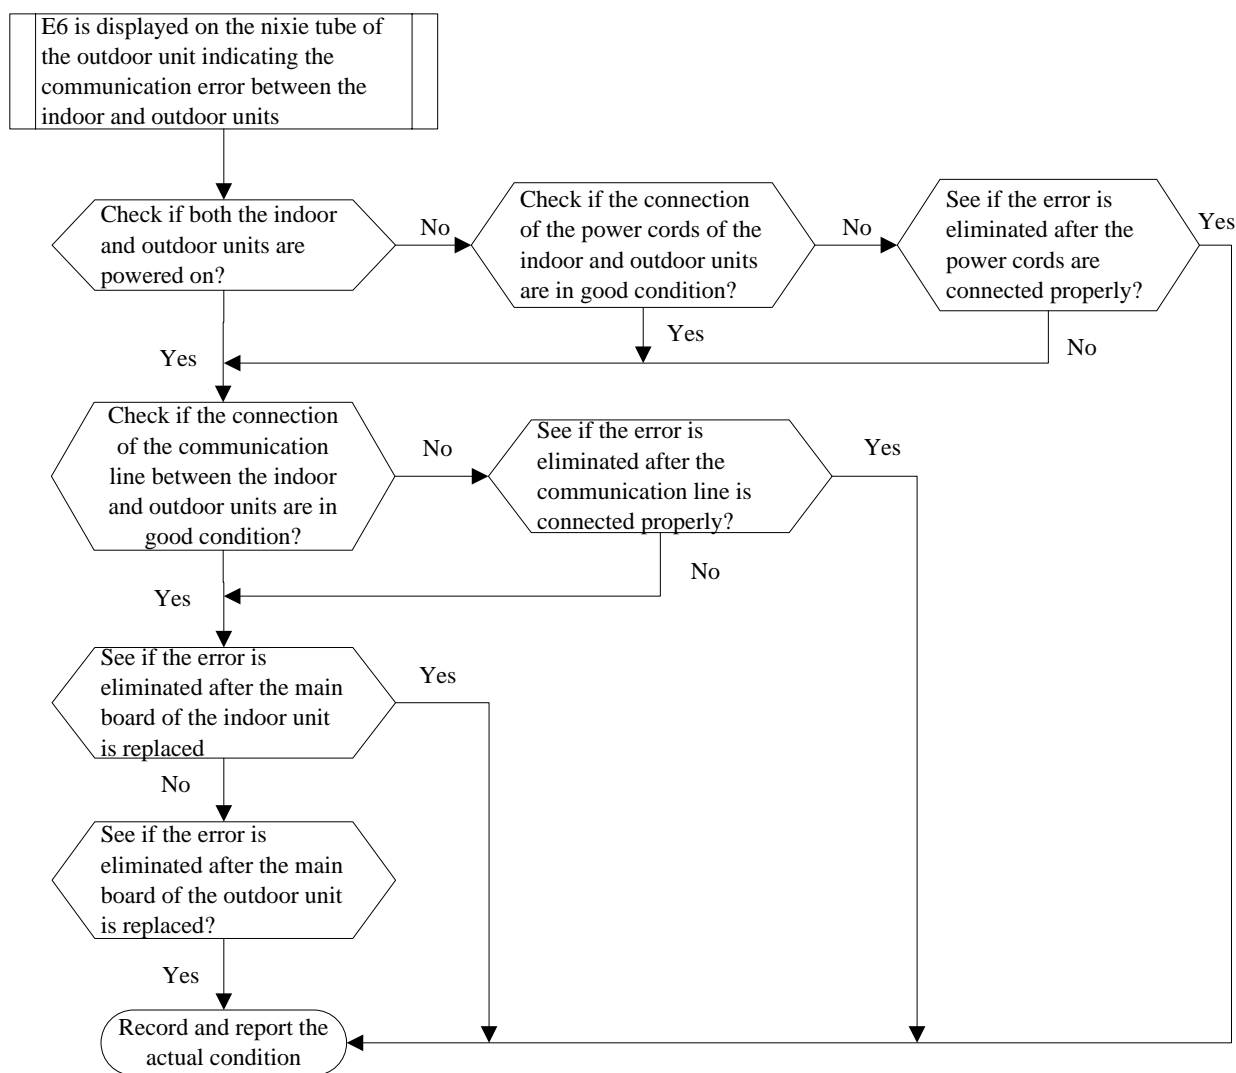 E6 is displayed on the nixie tube of
the outdoor unit indicating the
communication error between the
indoor and outdoor units
Check if both the indoor
and outdoor units are
powered on?
No
Check if the connection
of the power cords of the
indoor and outdoor units
are in good condition?
No
See if the error is
eliminated after the
power cords are
connected properly?
Yes
Yes
Yes
No
Check if the connection
of the communication
line between the indoor
and outdoor units are in
good condition?
No
See if the error is
eliminated after the
communication line is
connected properly?
Yes
No
Yes
See if the error is
eliminated after the main
board of the indoor unit
is replaced
Yes
No
See if the error is
eliminated after the main
board of the outdoor unit
is replaced?
Yes
Record and report the
actual condition